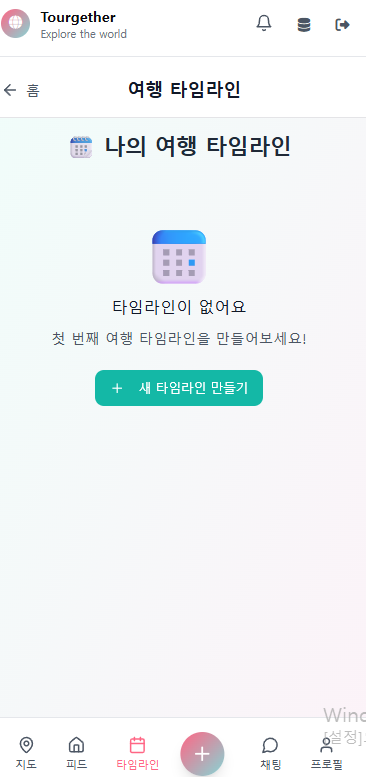 Tourgether
Explore the world
홈
여행 타임라인
나의 여행 타임라인
타임라인이 없어요
첫 번째 여행 타임라인을 만들어보세요!
+ 새 타임라인 만들기
지도
피드
타임라인
채팅
프로필
Wind
[설정]